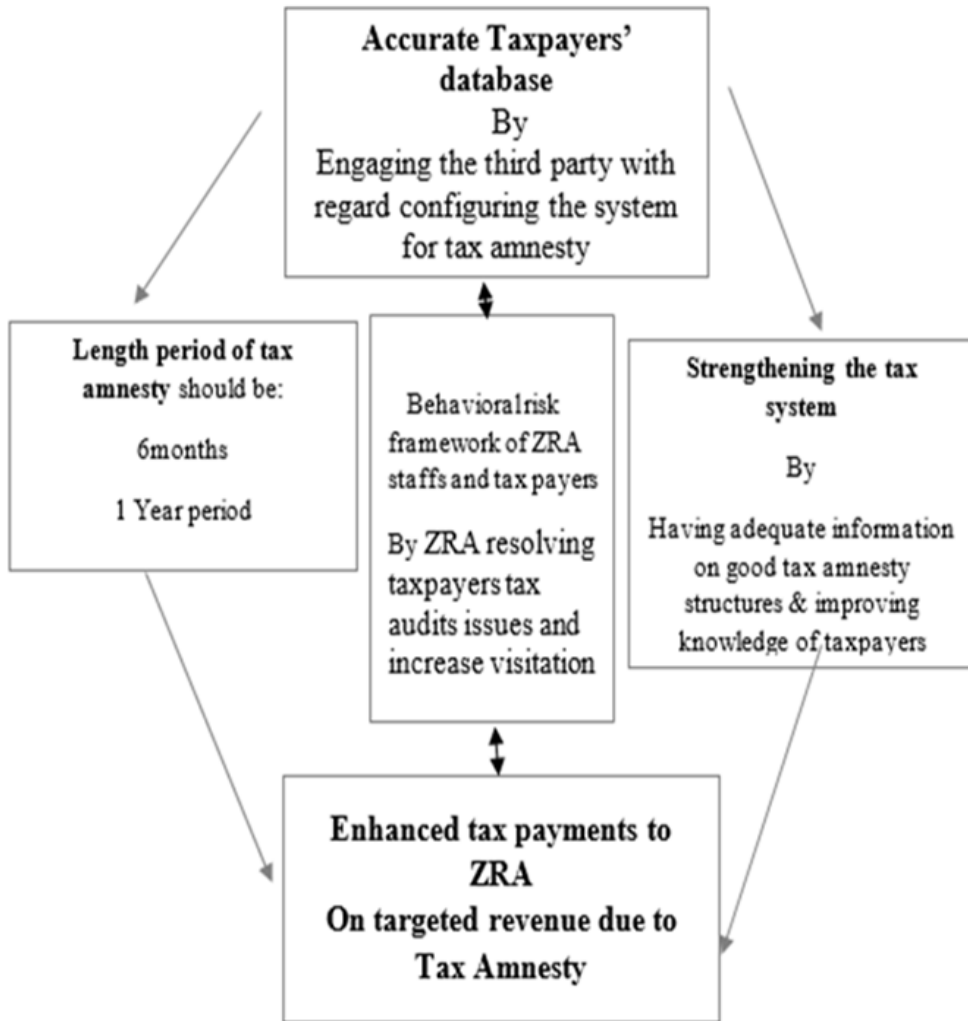 Accurate Taxpayers’
database
By
Engaging the third party with
regard configuring the system
for tax amnesty
Length period of tax
amnesty should be:
6months
1 Year period
Behavioral risk
framework of ZRA
staffs and tax payers
By ZRA resolving
taxpayers tax
audits issues and
increase visitation
Strengthening the tax
system
By
Having adequate information
on good tax amnesty
structures & improving
knowledge of taxpayers
Enhanced tax payments to
ZRA
On targeted revenue due to
Tax Amnesty